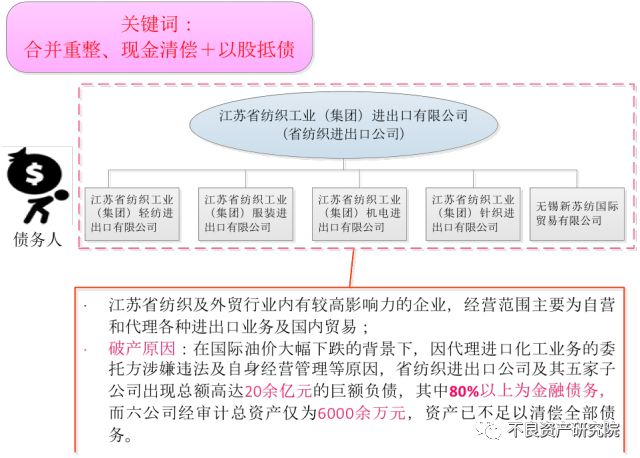 关键词：
合并重整、现金清偿＋以股抵债
江苏省纺织工业（集团）进出口有限公司
(省纺织进出口公司)
$
债务人
江苏省纺织工业
（集团）轻纺进
出口有限公司
江苏省纺织工业
（集团）服装进
出口有限公司
江苏省纺织工业
（集团）机电进
出口有限公司
江苏省纺织工业
（集团）针织进
出口有限公司
无锡新苏纺国际
贸易有限公司
· 江苏省纺织及外贸行业内有较高影响力的企业，经营范围主要为自营
和代理各种进出口业务及国内贸易；
· 破产原因：在国际油价大幅下跌的背景下，因代理进口化工业务的委
托方涉嫌违法及自身经营管理等原因，省纺织进出口公司及其五家子
公司出现总额高达20余亿元的巨额负债，其中80%以上为金融债务，
而六公司经审计总资产仅为6000余万元，资产已不足以清偿全部债
务。
不良资产研究院